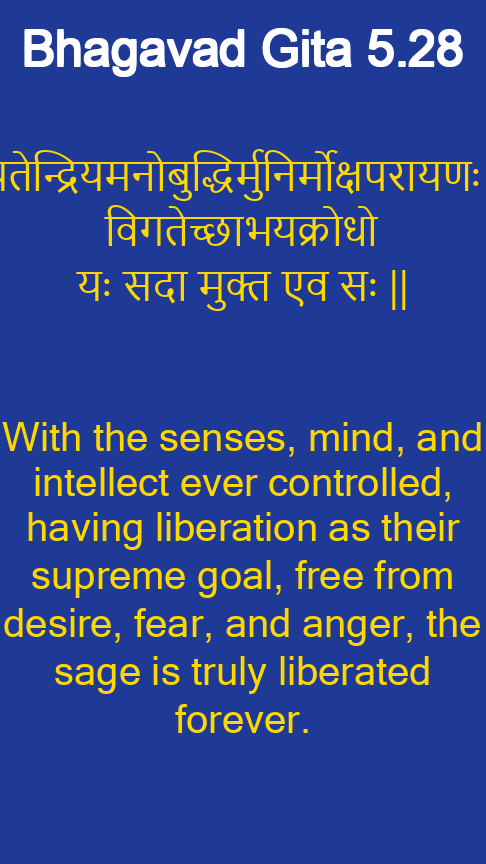 Bhagavad Gita 5.28
यतेन्द्रियमनोबुद्धिर्मुनिर्मोक्षपरायणः
विगतेच्छाभयक्रोधो
यः सदा मुक्त एव सः ||
With the senses, mind, and
intellect ever controlled,
having liberation as their
supreme goal, free from
desire, fear, and anger, the
sage is truly liberated
forever.